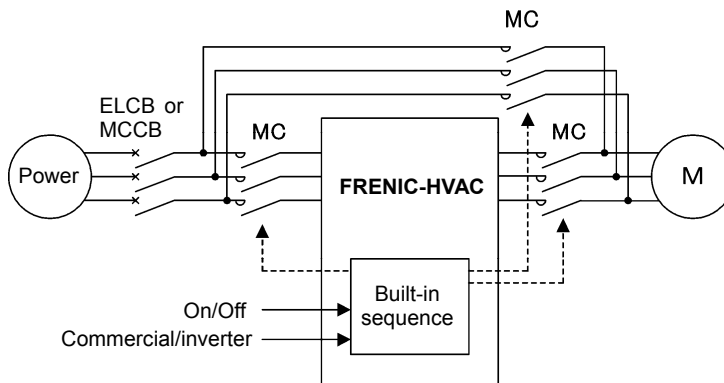 MC
ELCB or
MCCB
MC
MC
Power
FRENIC-HVAC
M
Built-in
sequence
On/Off
Commercial/inverter